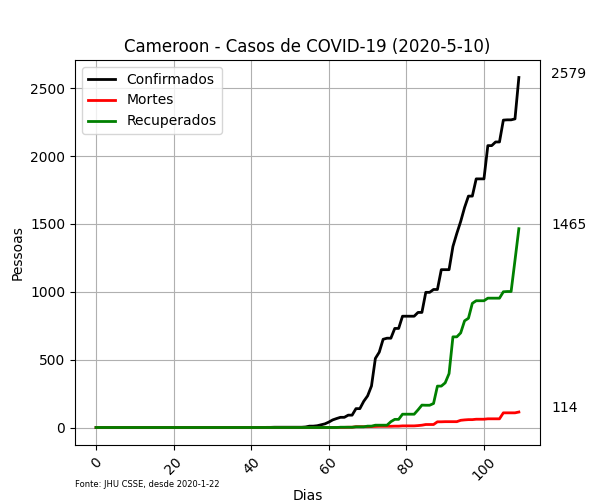 Cameroon - Casos de COVID-19 (2020-5-10)
Confirmados
Mortes
Recuperados
2579
1465
114
Pessoas
2500
2000
1500
1000
500
0
0
20
40
60
80
100
Fonte: JHU CSSE, desde 2020-1-22
Dias